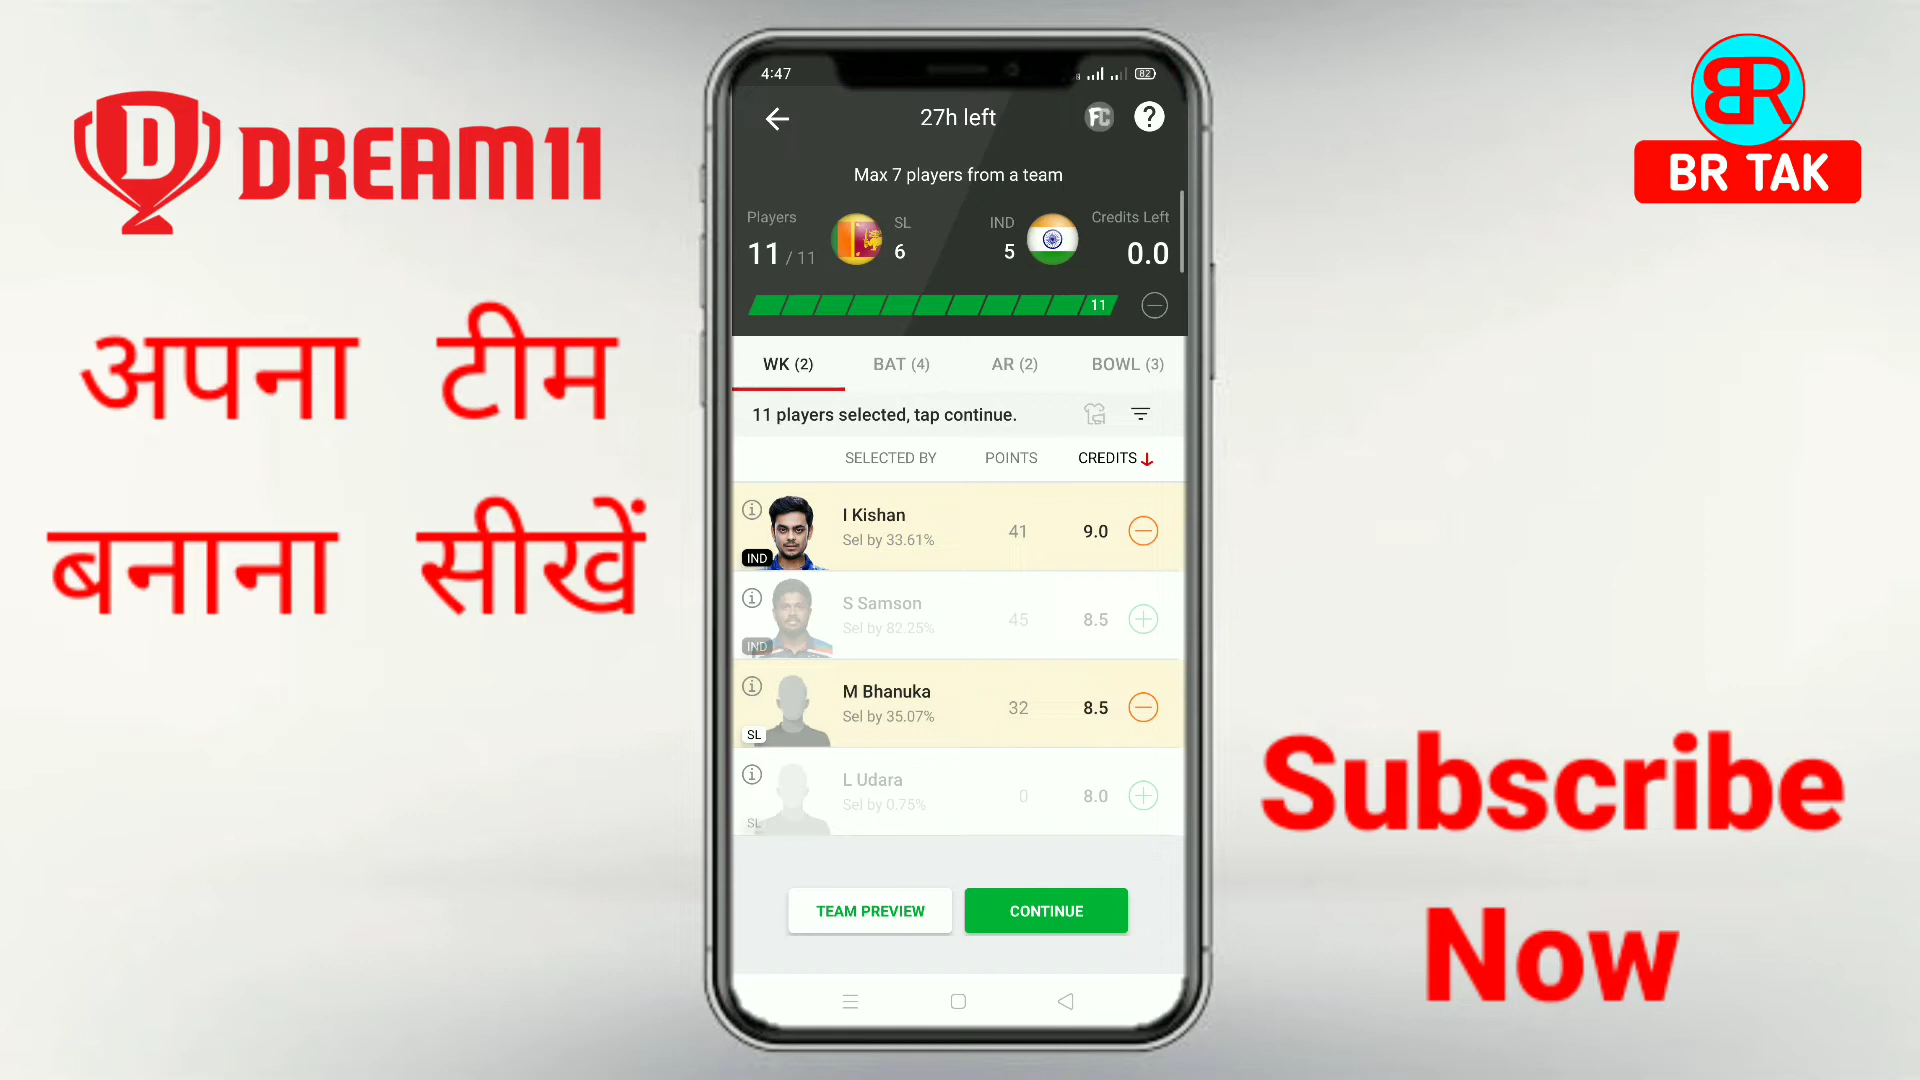 DREAM11
अपना टीम
बनाना सीखें
4:47
82
27h left
FC
?
Max 7 players from a team
Players
11 / 11
SL
6
IND
5
Credits Left
0.0
11
WK (2)
BAT (4)
AR (2)
BOWL (3)
11 players selected, tap continue.
SELECTED BY
POINTS
CREDITS
I Kishan
Sel by 33.61%
41
9.0
IND
S Samson
Sel by 82.25%
45
8.5
IND
M Bhanuka
Sel by 35.07%
32
8.5
SL
L Udara
Sel by 0.75%
0
8.0
SL
TEAM PREVIEW
CONTINUE
BR
BR TAK
Subscribe
Now